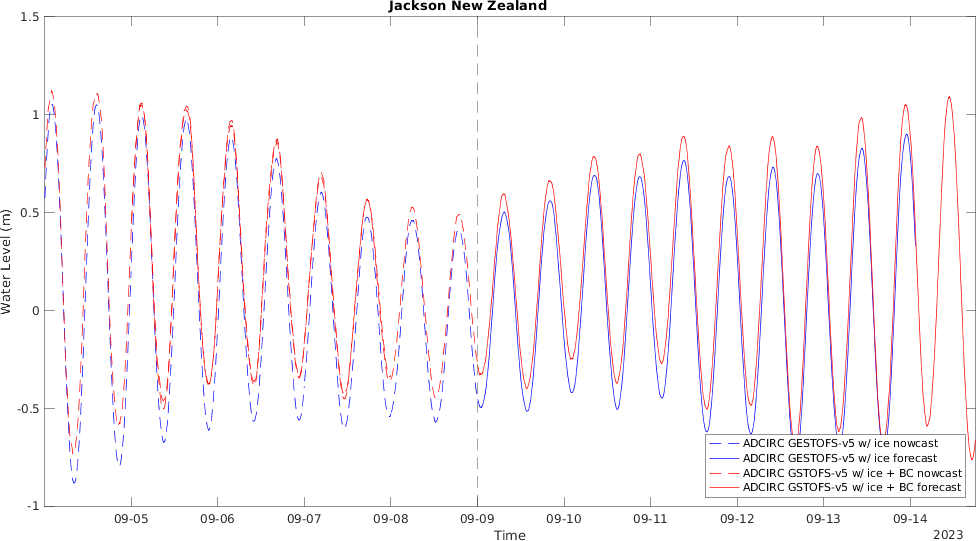 Jackson New Zealand
1.5
1
0.5
0
-0.5
-1
Water Level (m)
09-05 09-06 09-07 09-08 09-09 09-10 09-11 09-12 09-13 09-14
Time
2023
ADCIRC GESTOFS-v5 w/ ice nowcast
ADCIRC GESTOFS-v5 w/ ice forecast
ADCIRC GSTOFS-v5 w/ ice + BC nowcast
ADCIRC GSTOFS-v5 w/ ice + BC forecast